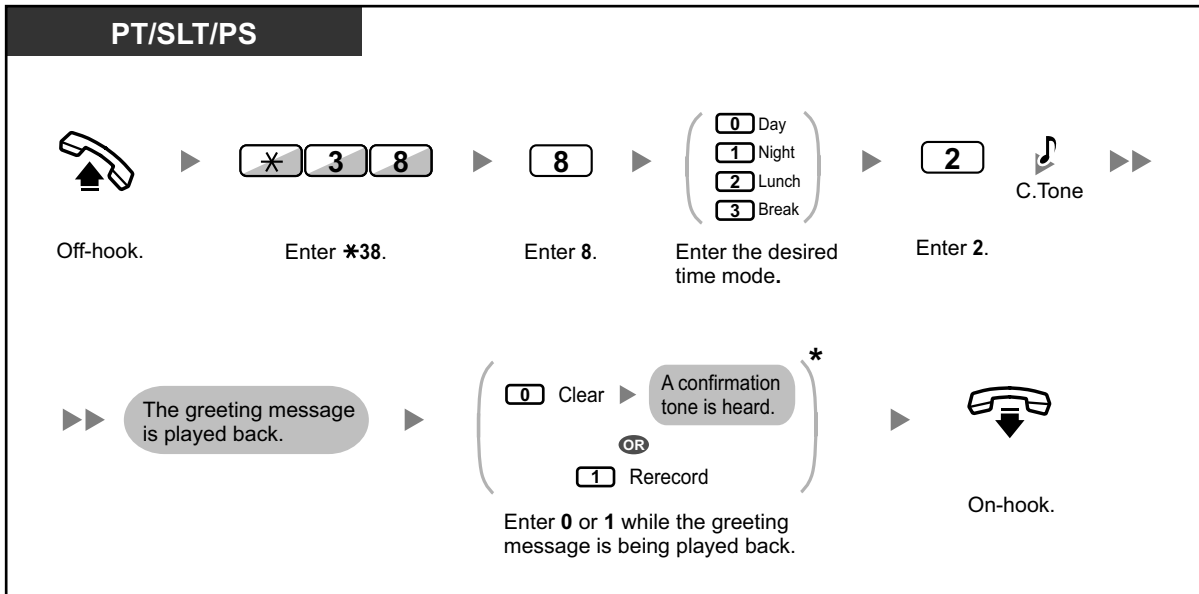 PT/SLT/PS
Off-hook.
✳ 3 8
Enter ✳38.
8
Enter 8.
0 Day
1 Night
2 Lunch
3 Break
Enter the desired
time mode.
2
C.Tone
Enter 2.
The greeting message
is played back.
0 Clear
A confirmation
tone is heard.
*
OR
1 Rerecord
Enter 0 or 1 while the greeting
message is being played back.
On-hook.